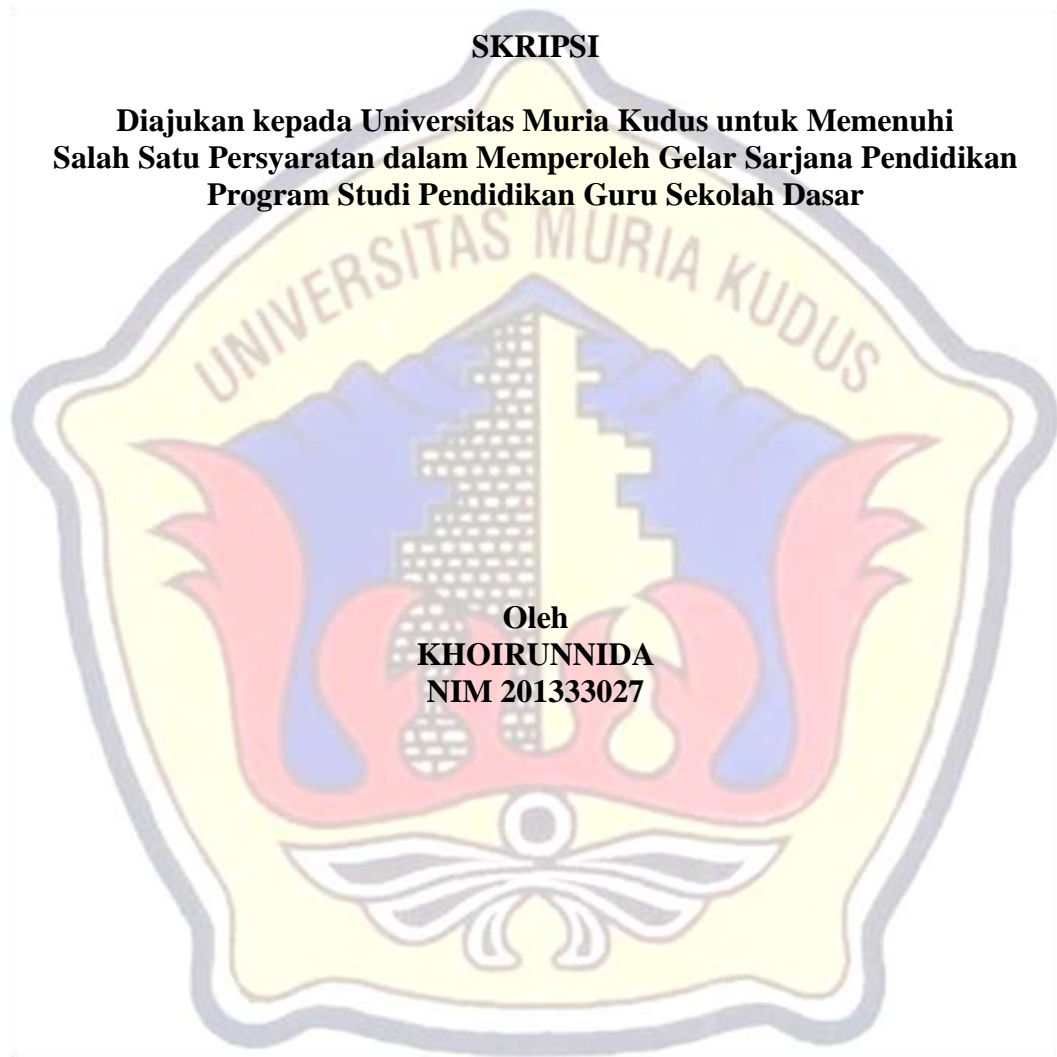 SKRIPSI
Diajukan kepada Universitas Muria Kudus untuk Memenuhi
Salah Satu Persyaratan dalam Memperoleh Gelar Sarjana Pendidikan
Program Studi Pendidikan Guru Sekolah Dasar
UNIVERSITAS MURIA KUDUS
Oleh
KHOIRUNNIDA
NIM 201333027